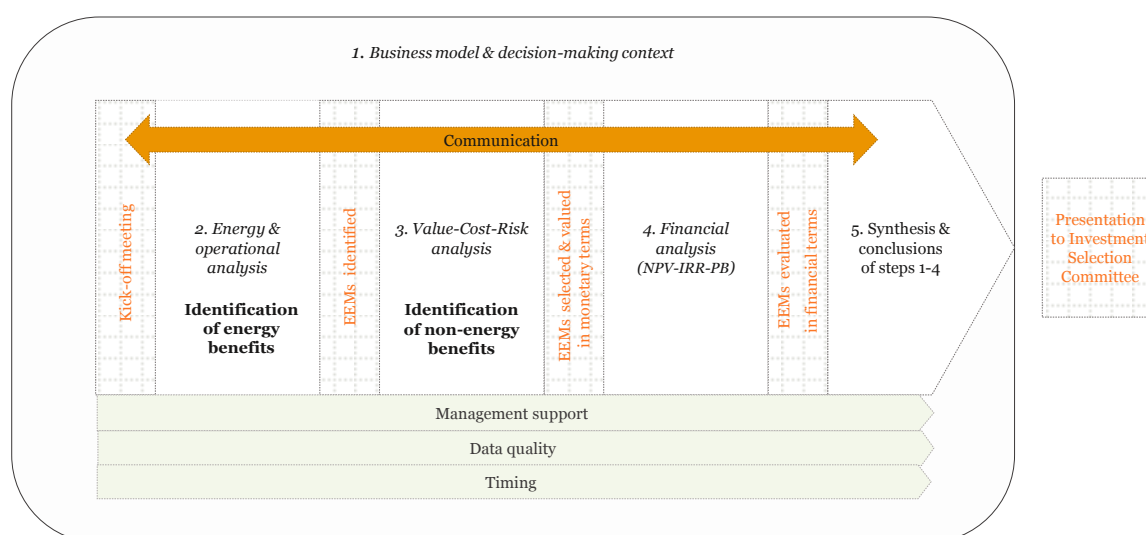 1. Business model & decision-making context
Communication
Kick-off meeting
2. Energy &
operational
analysis
Identification
of energy
benefits
EEMs identified
3. Value-Cost-Risk
analysis
Identification
of non-energy
benefits
EEMs selected & valued
in monetary terms
4. Financial
analysis
(NPV-IRR-PB)
EEMs evaluated
in financial terms
5. Synthesis &
conclusions
of steps 1-4
Presentation
to Investment
Selection
Committee
Management support
Data quality
Timing